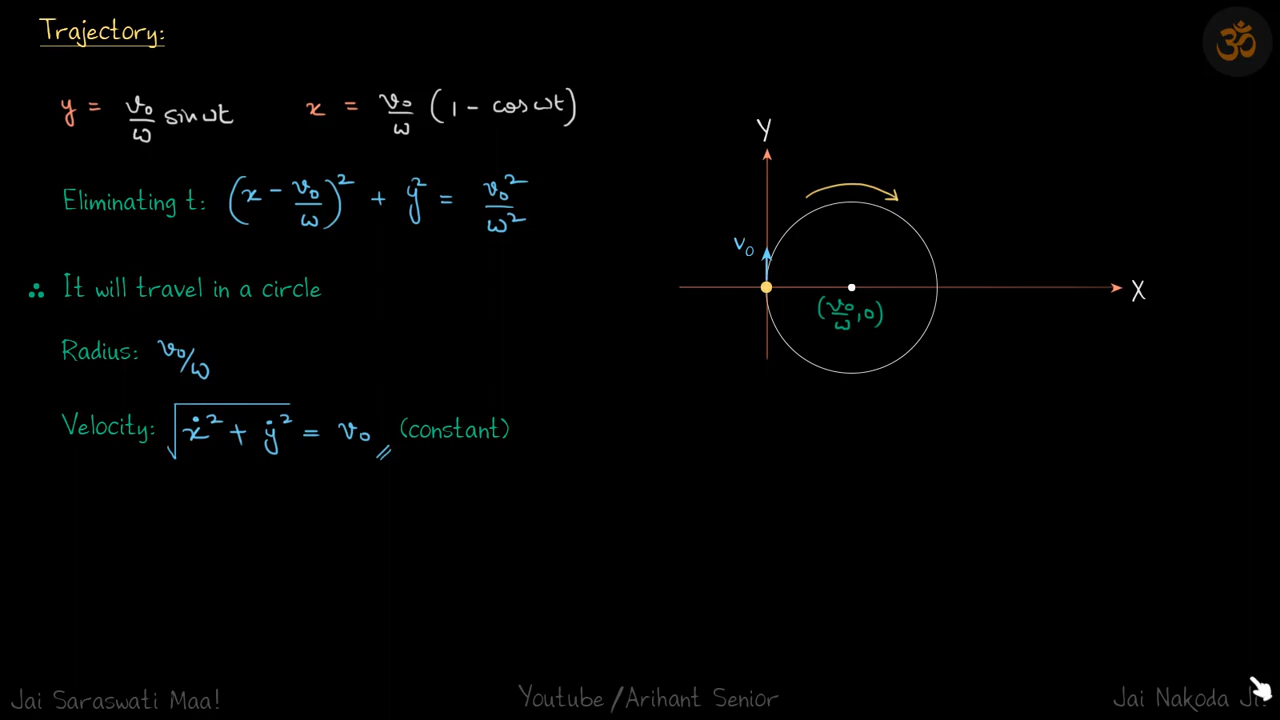 Trajectory:
ॐ
y = v₀/ω sin ωt    x = v₀/ω (1 - cos ωt)
Eliminating t: (x - v₀/ω)² + y² = v₀²/ω²
∴ It will travel in a circle
Radius: v₀/ω
Velocity: √(ẋ² + ẏ²) = v₀ (constant)
Y
v₀
X
(v₀/ω, 0)
Jai Saraswati Maa!
Youtube /Arihant Senior
Jai Nakoda Ji!